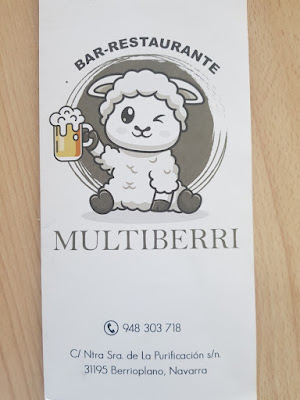 BAR-RESTAURANTE
MULTIBERRI
948 303 718
C/ Ntra Sra. de La Purificación s/n.
31195 Berrioplano, Navarra